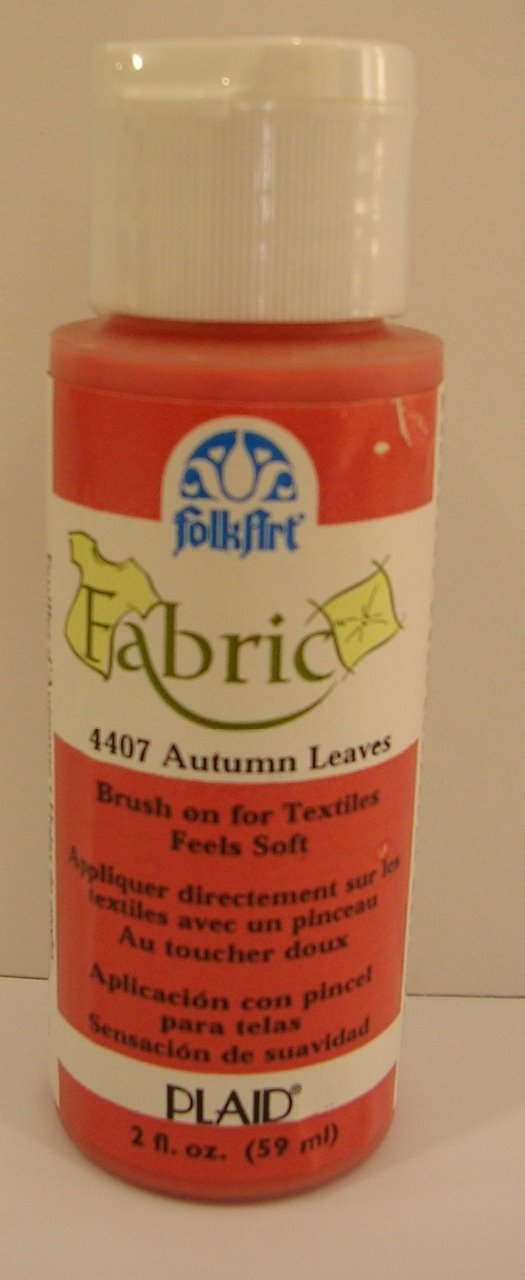 folkArt
Fabric
4407 Autumn Leaves
Brush on for Textiles
Feels Soft
Appliquer directement sur les
textiles avec un pinceau
Au toucher doux
Aplicación con pincel
para telas
Sensación de suavidad
PLAID®
2 fl. oz. (59 ml)